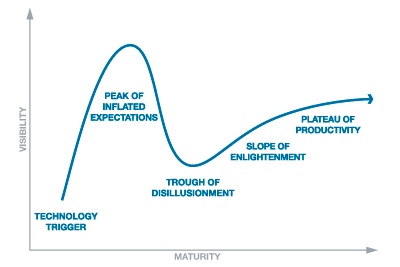 PEAK OF
INFLATED
EXPECTATIONS
PLATEAU OF
PRODUCTIVITY
SLOPE OF
ENLIGHTENMENT
TROUGH OF
DISILLUSIONMENT
TECHNOLOGY
TRIGGER
VISIBILITY
MATURITY